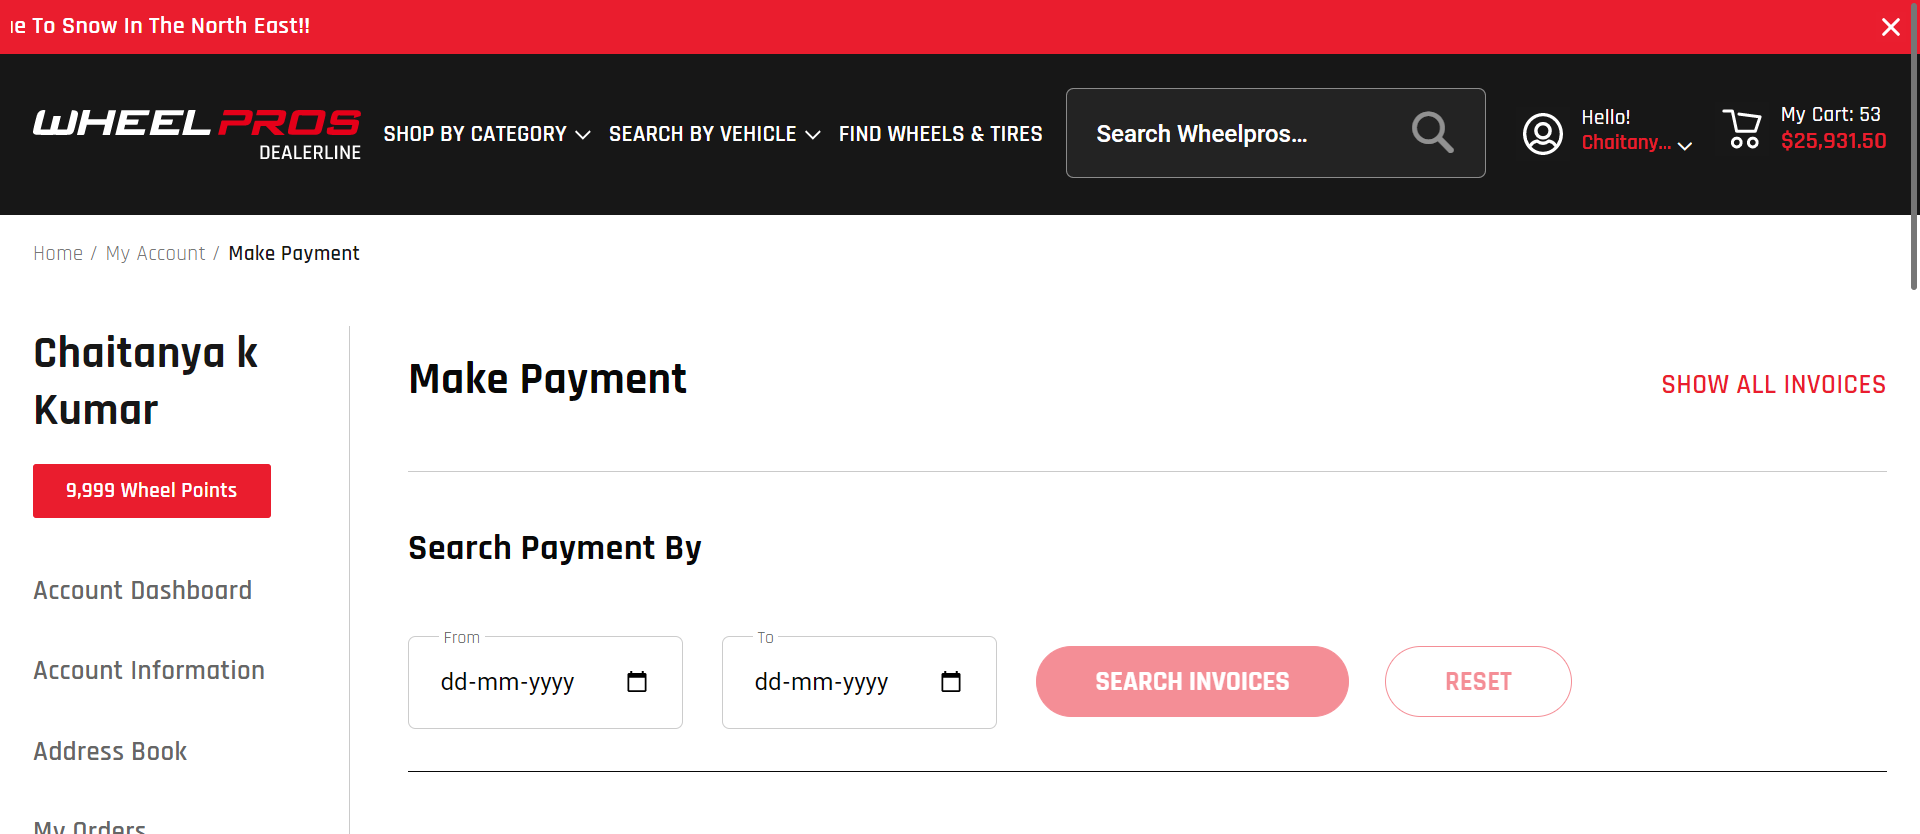 To Snow In The North East!!
WHEEL PROS
DEALERLINE
SHOP BY CATEGORY
SEARCH BY VEHICLE
FIND WHEELS & TIRES
Search Wheelpros...
Hello!
Chaitany...
My Cart: 53
$25,931.50
Home / My Account / Make Payment
Chaitanya k
Kumar
9,999 Wheel Points
Account Dashboard
Account Information
Address Book
My Orders
Make Payment
SHOW ALL INVOICES
Search Payment By
From
dd-mm-yyyy
To
dd-mm-yyyy
SEARCH INVOICES
RESET